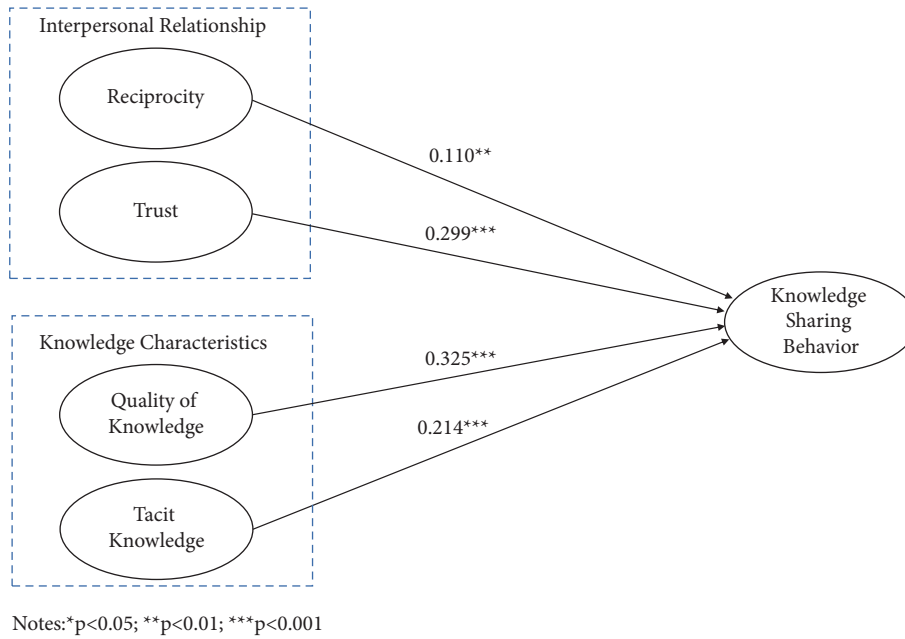 Interpersonal Relationship
Reciprocity
0.110**
Trust
0.299***
Knowledge
Sharing
Behavior
Knowledge Characteristics
0.325***
Quality of
Knowledge
0.214***
Tacit
Knowledge
Notes:*p<0.05; **p<0.01; ***p<0.001